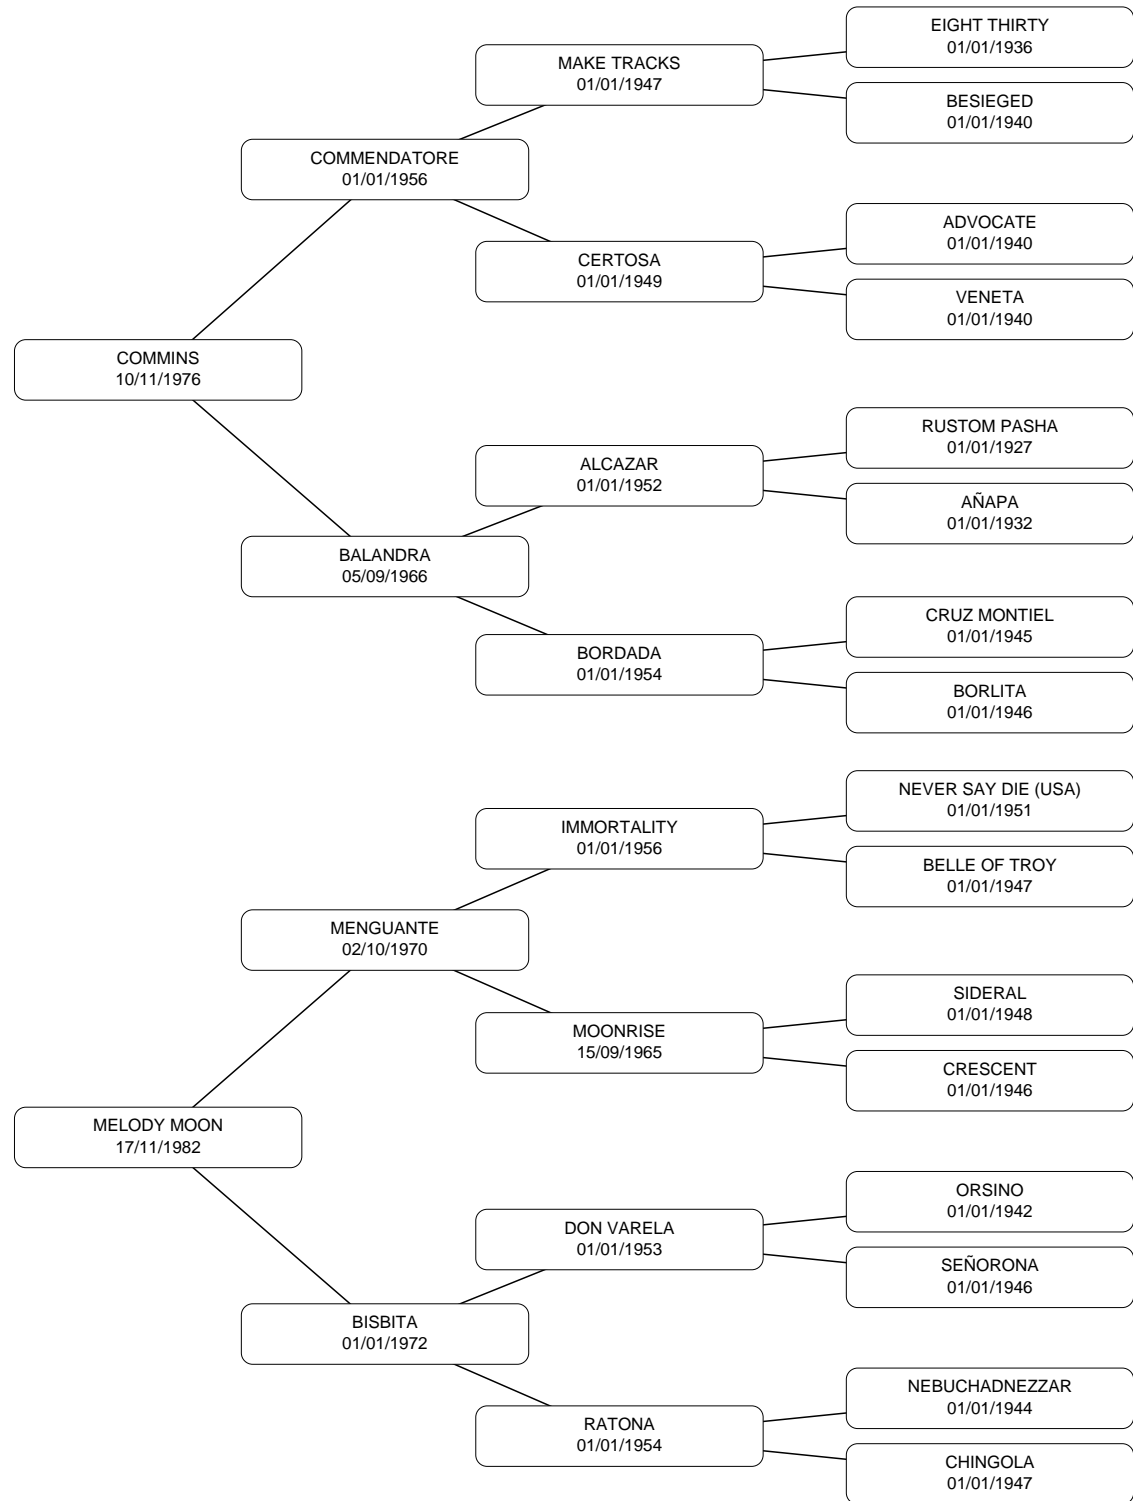 EIGHT THIRTY
01/01/1936
MAKE TRACKS
01/01/1947
BESIEGED
01/01/1940
COMMENDATORE
01/01/1956
ADVOCATE
01/01/1940
CERTOSA
01/01/1949
VENETA
01/01/1940
COMMINS
10/11/1976
RUSTOM PASHA
01/01/1927
ALCAZAR
01/01/1952
AÑAPA
01/01/1932
BALANDRA
05/09/1966
CRUZ MONTIEL
01/01/1945
BORDADA
01/01/1954
BORLITA
01/01/1946
NEVER SAY DIE (USA)
01/01/1951
IMMORTALITY
01/01/1956
BELLE OF TROY
01/01/1947
MENGUANTE
02/10/1970
SIDERAL
01/01/1948
MOONRISE
15/09/1965
CRESCENT
01/01/1946
MELODY MOON
17/11/1982
ORSINO
01/01/1942
DON VARELA
01/01/1953
SEÑORONA
01/01/1946
BISBITA
01/01/1972
NEBUCHADNEZZAR
01/01/1944
RATONA
01/01/1954
CHINGOLA
01/01/1947